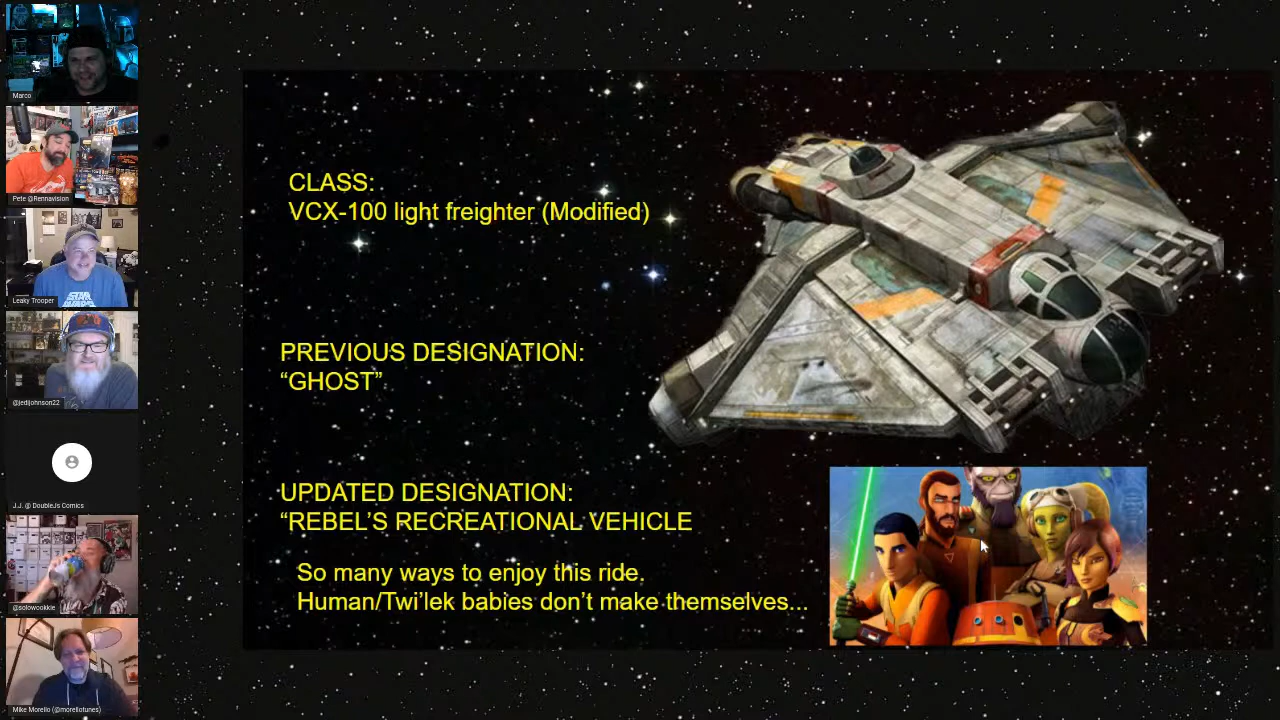 Marco
Pete @Rennavision
Leaky Trooper
@jedijohnson22
J.J. @ DoubleJs Comics
@solowookkie
Mike Morello (@morellotunes)
CLASS:
VCX-100 light freighter (Modified)
PREVIOUS DESIGNATION:
“GHOST”
UPDATED DESIGNATION:
“REBEL’S RECREATIONAL VEHICLE
So many ways to enjoy this ride.
Human/Twi’lek babies don’t make themselves...